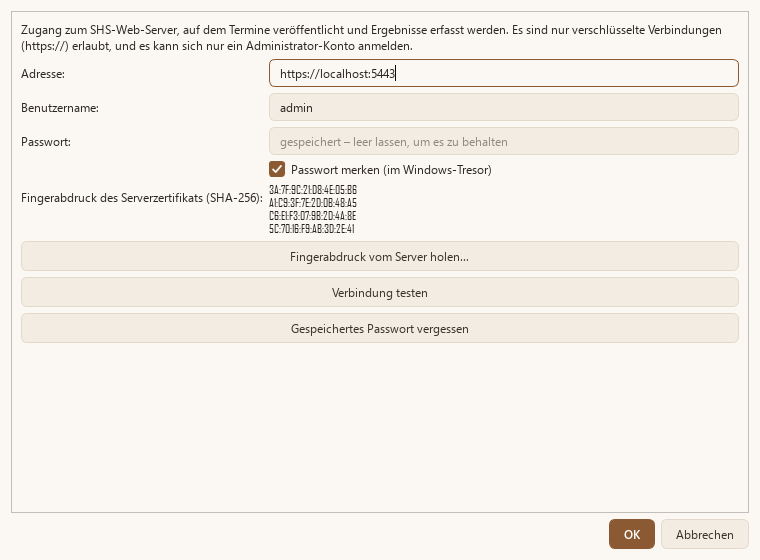 Zugang zum SHS-Web-Server, auf dem Termine veröffentlicht und Ergebnisse erfasst werden. Es sind nur verschlüsselte Verbindungen
(https://) erlaubt, und es kann sich nur ein Administrator-Konto anmelden.
Adresse: https://localhost:5443
Benutzername: admin
Passwort: gespeichert – leer lassen, um es zu behalten
Passwort merken (im Windows-Tresor)
Fingerabdruck des Serverzertifikats (SHA-256):
3A:7F:9C:21:D8:4E:05:B6
A1:C9:3F:7E:2D:0B:48:A5
C6:E1:F3:07:9B:2D:4A:8E
5C:70:16:F9:AB:3D:2E:41
Fingerabdruck vom Server holen...
Verbindung testen
Gespeichertes Passwort vergessen
OK Abbrechen